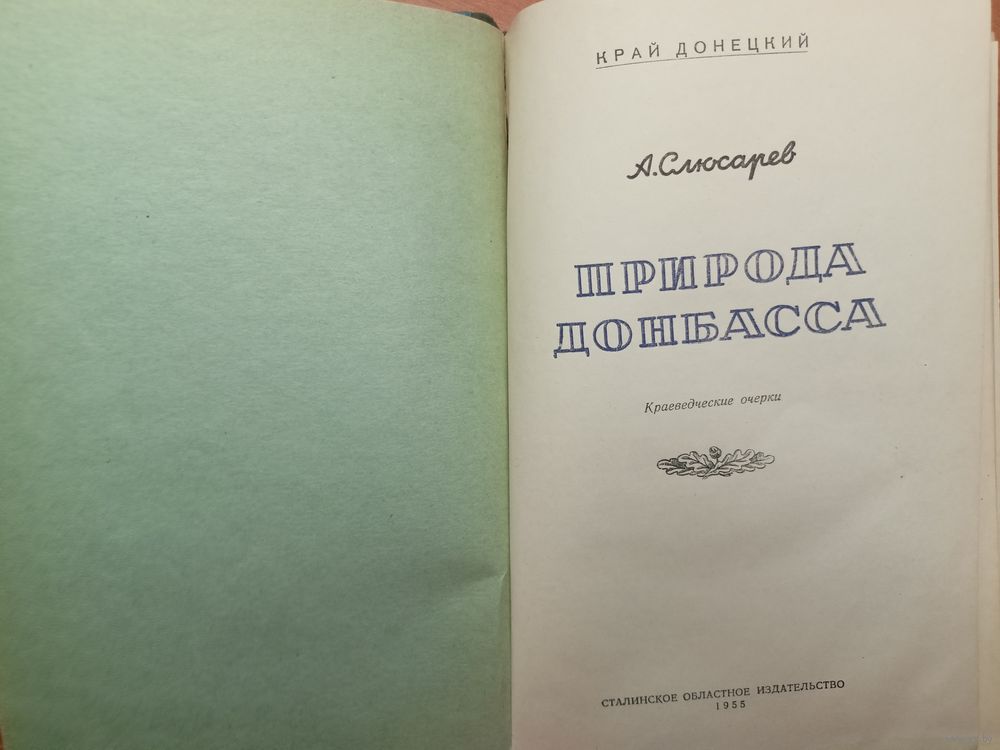 КРАЙ ДОНЕЦКИЙ
А. Слюсарев
ПРИРОДА
ДОНБАССА
Краеведческие очерки
СТАЛИНСКОЕ ОБЛАСТНОЕ ИЗДАТЕЛЬСТВО
1955